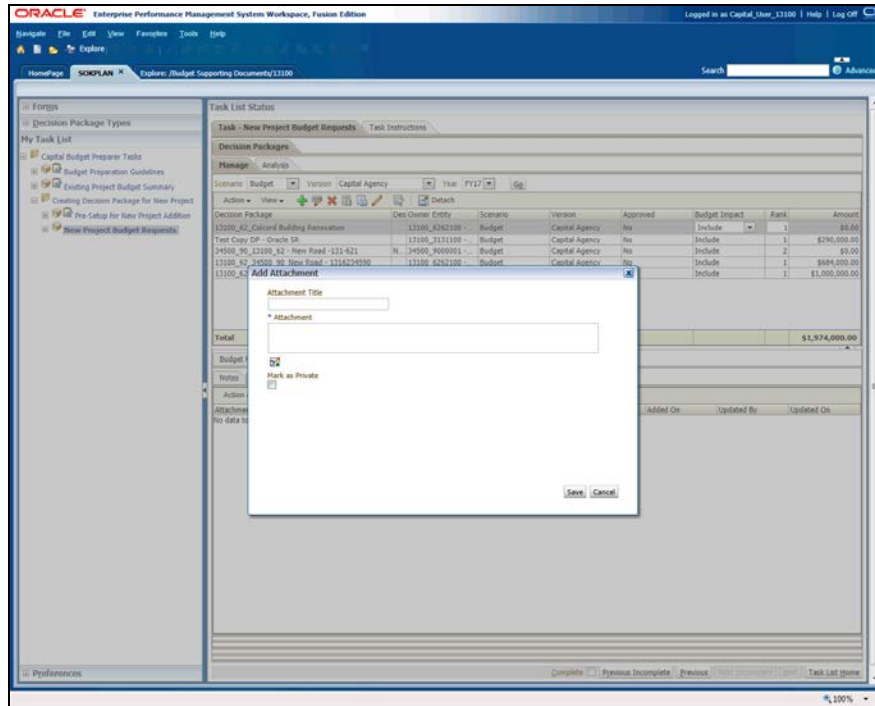 ORACLE Enterprise Performance Management System Workspace, Fusion Edition
Logged in as Capital_User_13100 | Help | Log Off
Navigate File Edit View Favorites Tools Help
Explore
HomePage SOKPLAN × Explore: /Budget Supporting Documents/13100
Search Advanced
Forms
Decision Package Types
My Task List
Capital Budget Preparer Tasks
Budget Preparation Guidelines
Existing Project Budget Summary
Creating Decision Package for New Project
Pre-Setup for New Project Addition
New Project Budget Requests
Preferences
Task List Status
Task - New Project Budget Requests Task Instructions
Decision Packages
Manage Analysis
Scenario Budget Version Capital Agency Year FY17 Go
Action View Detach
Decision Package Des Owner Entity Scenario Version Approved Budget Impact Rank Amount
13100_62_Calcord Building Renovation 13100_6262100 -... Budget Capital Agency No Include 1 $0.00
Test Copy DP - Oracle SR 13100_3131100 -... Budget Capital Agency No Include 1 $290,000.00
34500_90_13100_62 - New Road -131-621 N... 34500_9000001 -... Budget Capital Agency No Include 2 $0.00
13100_62_34500_90_New Road - 1316234590 13100_6262100 -... Budget Capital Agency No Include 1 $684,000.00
13100_62 Include 1 $1,000,000.00
Total $1,974,000.00
Budget
Notes
Action
Attachme Added On Updated By Updated On
No data to
Add Attachment
Attachment Title
* Attachment
Mark as Private
Save Cancel
Complete Previous Incomplete Previous Next Incomplete Next Task List Home
100%